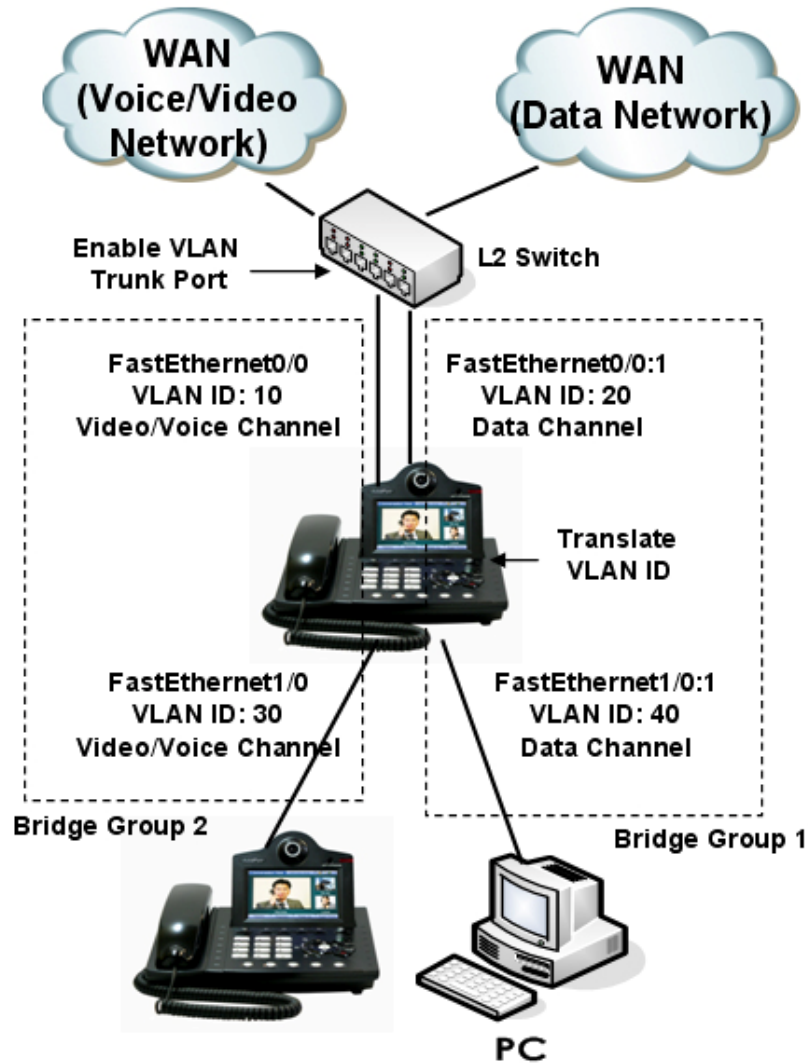 WAN
(Voice/Video
Network)
WAN
(Data Network)
Enable VLAN
Trunk Port
L2 Switch
FastEthernet0/0
VLAN ID: 10
Video/Voice Channel
FastEthernet0/0:1
VLAN ID: 20
Data Channel
Translate
VLAN ID
FastEthernet1/0
VLAN ID: 30
Video/Voice Channel
FastEthernet1/0:1
VLAN ID: 40
Data Channel
Bridge Group 2
Bridge Group 1
PC